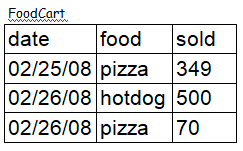 FoodCart
date food sold
02/25/08 pizza 349
02/26/08 hotdog 500
02/26/08 pizza 70